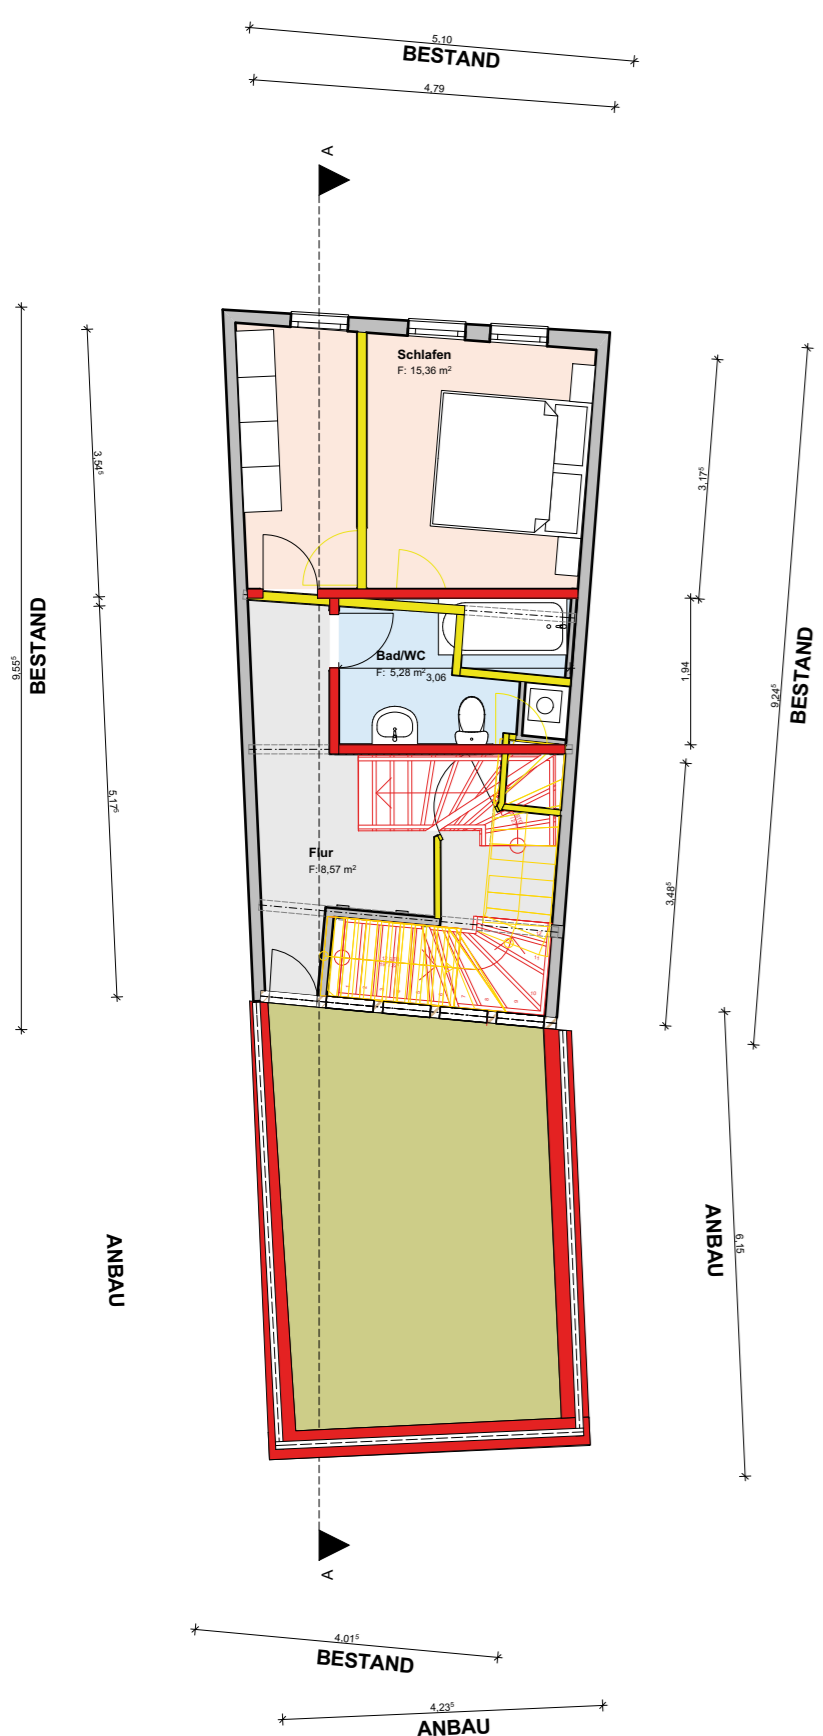 5,10
BESTAND
4,79
A
Schlafen
F: 15,36 m²
3,54⁵
3,17⁵
9,55⁵
BESTAND
Bad/WC
F: 5,28 m²
3,06
1,94
9,24⁵
BESTAND
5,17⁵
Flur
F: 8,57 m²
3,48⁵
ANBAU
ANBAU
6,15
A
4,01⁵
BESTAND
4,23⁵
ANBAU